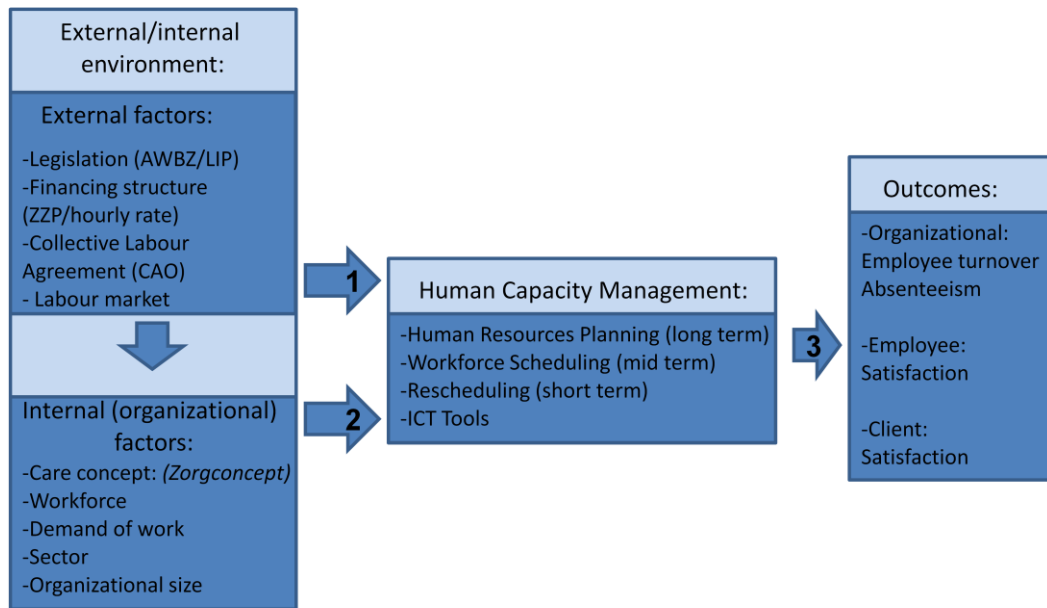 External/internal
environment:
External factors:
-Legislation (AWBZ/LIP)
-Financing structure
(ZZP/hourly rate)
-Collective Labour
Agreement (CAO)
- Labour market
Internal (organizational)
factors:
-Care concept: (Zorgconcept)
-Workforce
-Demand of work
-Sector
-Organizational size
1
2
Human Capacity Management:
-Human Resources Planning (long term)
-Workforce Scheduling (mid term)
-Rescheduling (short term)
-ICT Tools
3
Outcomes:
-Organizational:
Employee turnover
Absenteeism
-Employee:
Satisfaction
-Client:
Satisfaction